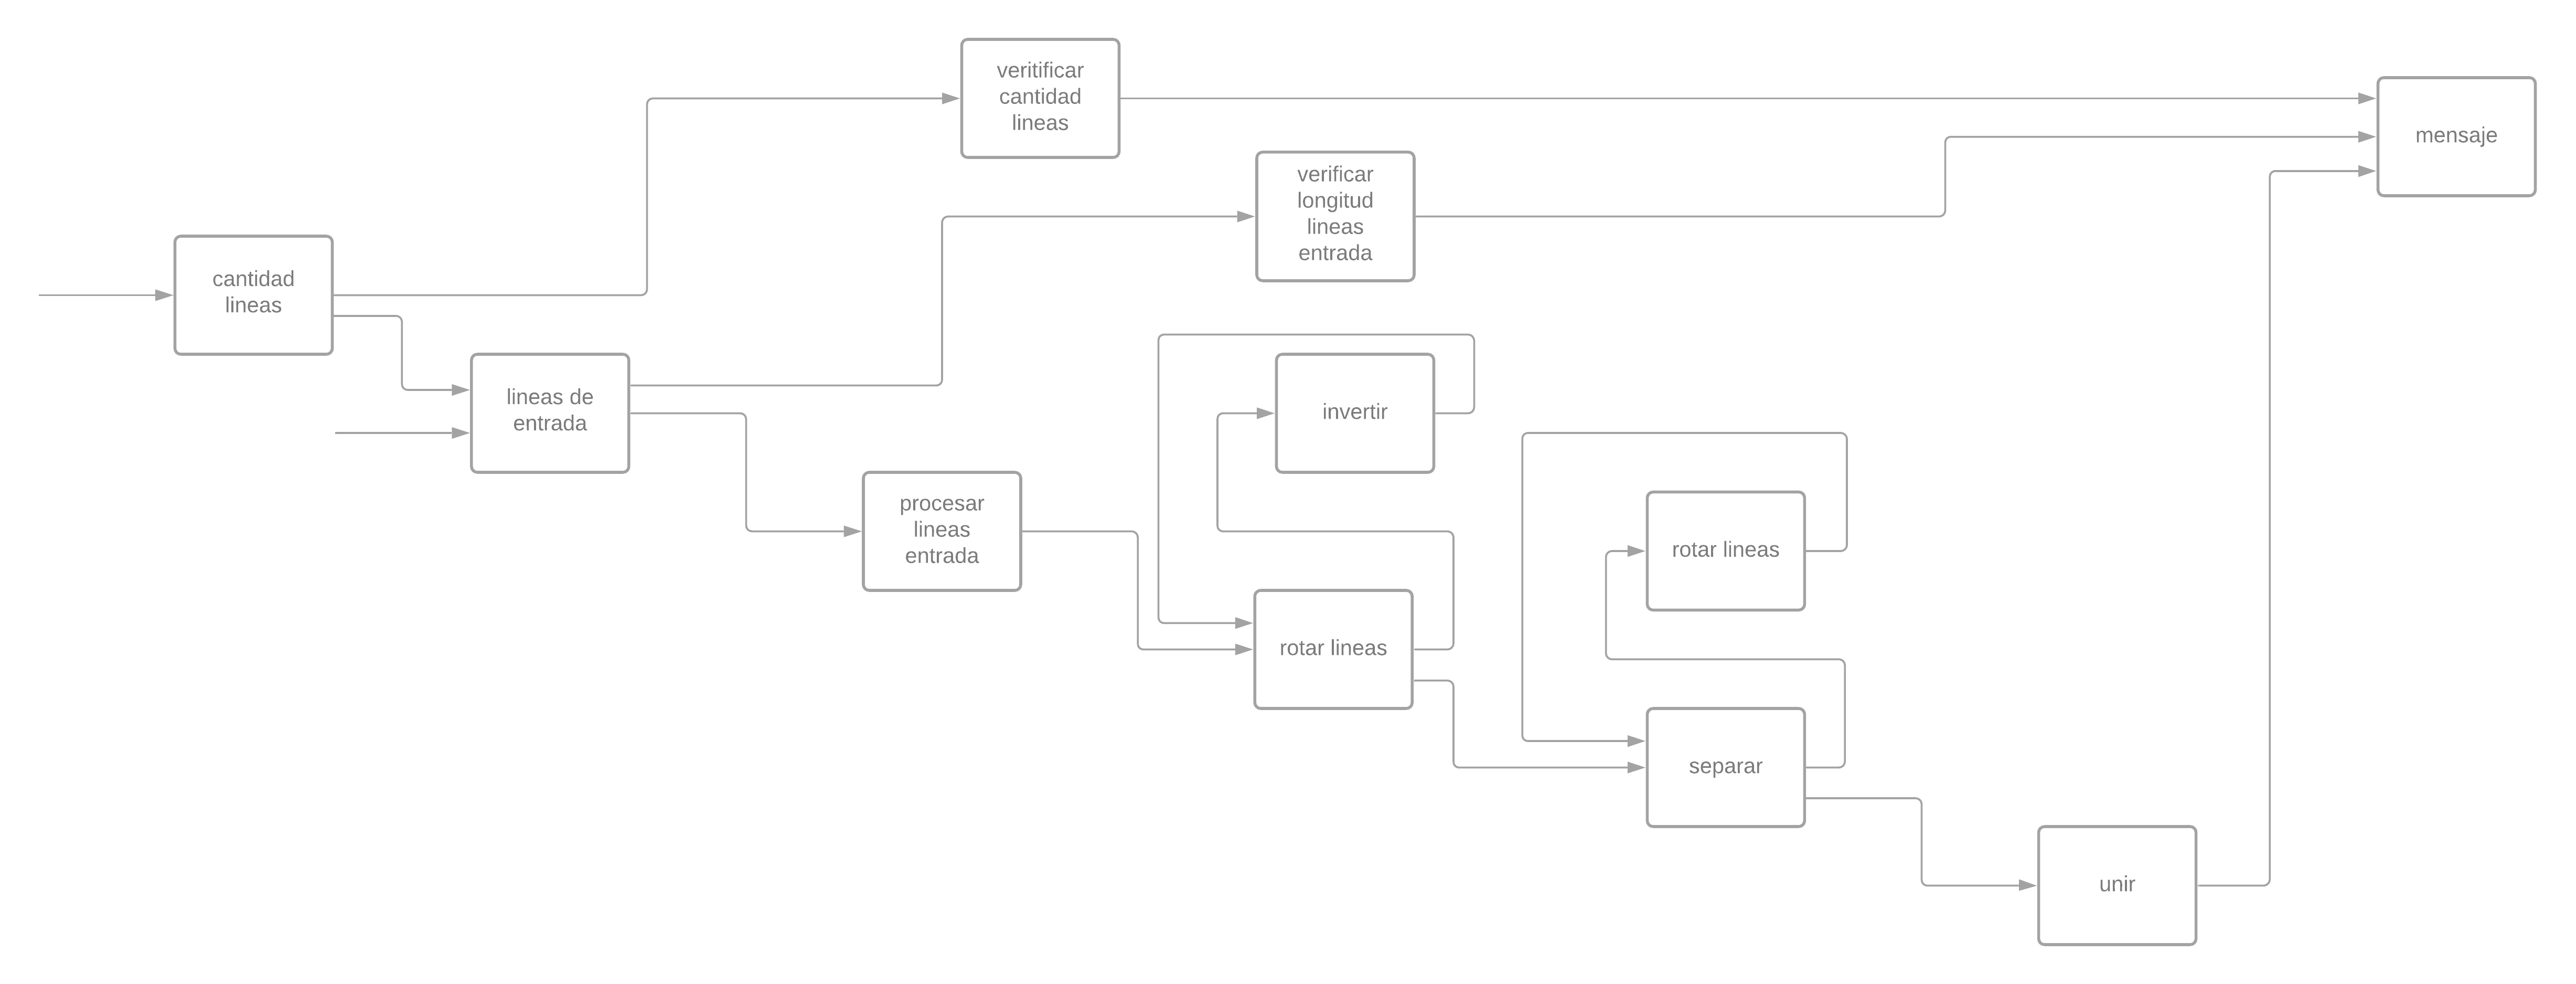 veritificar
cantidad
lineas
mensaje
verificar
longitud
lineas
entrada
cantidad
lineas
lineas de
entrada
invertir
procesar
lineas
entrada
rotar lineas
rotar lineas
separar
unir